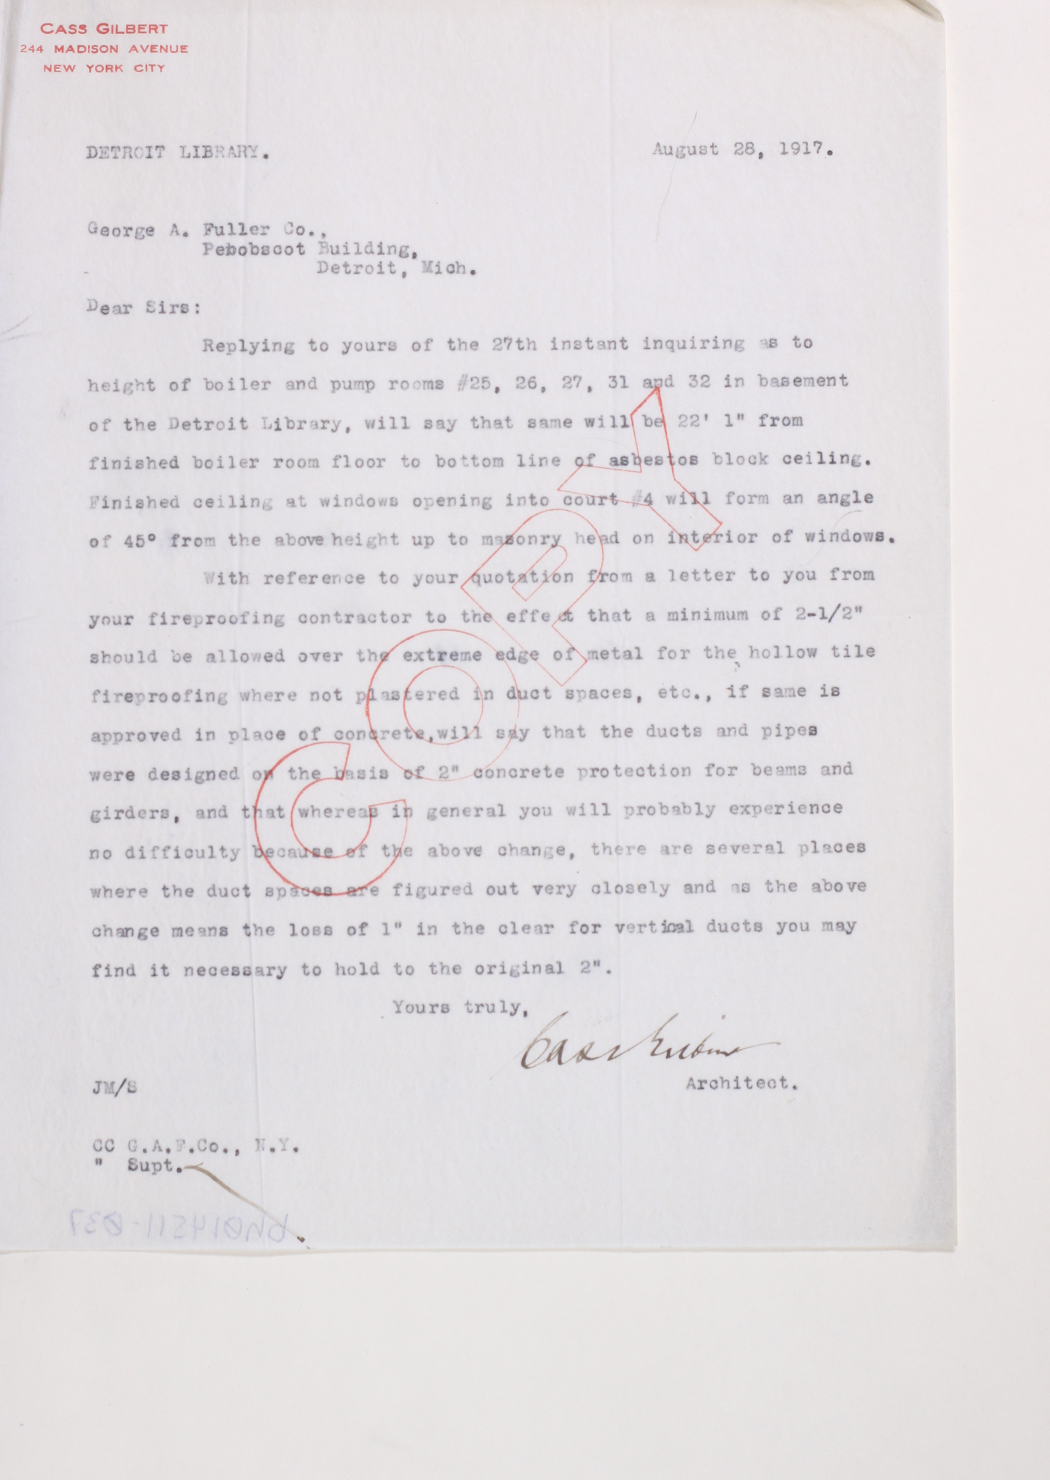 CASS GILBERT
244 MADISON AVENUE
NEW YORK CITY
DETROIT LIBRARY.
August 28, 1917.
George A. Fuller Co.,
Penobscot Building,
Detroit, Mich.
Dear Sirs:
Replying to yours of the 27th instant inquiring as to
height of boiler and pump rooms #25, 26, 27, 31 and 32 in basement
of the Detroit Library, will say that same will be 22' 1" from
finished boiler room floor to bottom line of asbestos block ceiling.
Finished ceiling at windows opening into court #4 will form an angle
of 45° from the above height up to masonry head on interior of windows.
With reference to your quotation from a letter to you from
your fireproofing contractor to the effect that a minimum of 2-1/2"
should be allowed over the extreme edge of metal for the hollow tile
fireproofing where not plastered in duct spaces, etc., if same is
approved in place of concrete, will say that the ducts and pipes
were designed on the basis of 2" concrete protection for beams and
girders, and that whereas in general you will probably experience
no difficulty because of the above change, there are several places
where the duct spaces are figured out very closely and as the above
change means the loss of 1" in the clear for vertical ducts you may
find it necessary to hold to the original 2".
Yours truly,
Cass Gilbert
Architect.
JM/S
CC G.A.F.Co., N.Y.
" Supt.
COPY